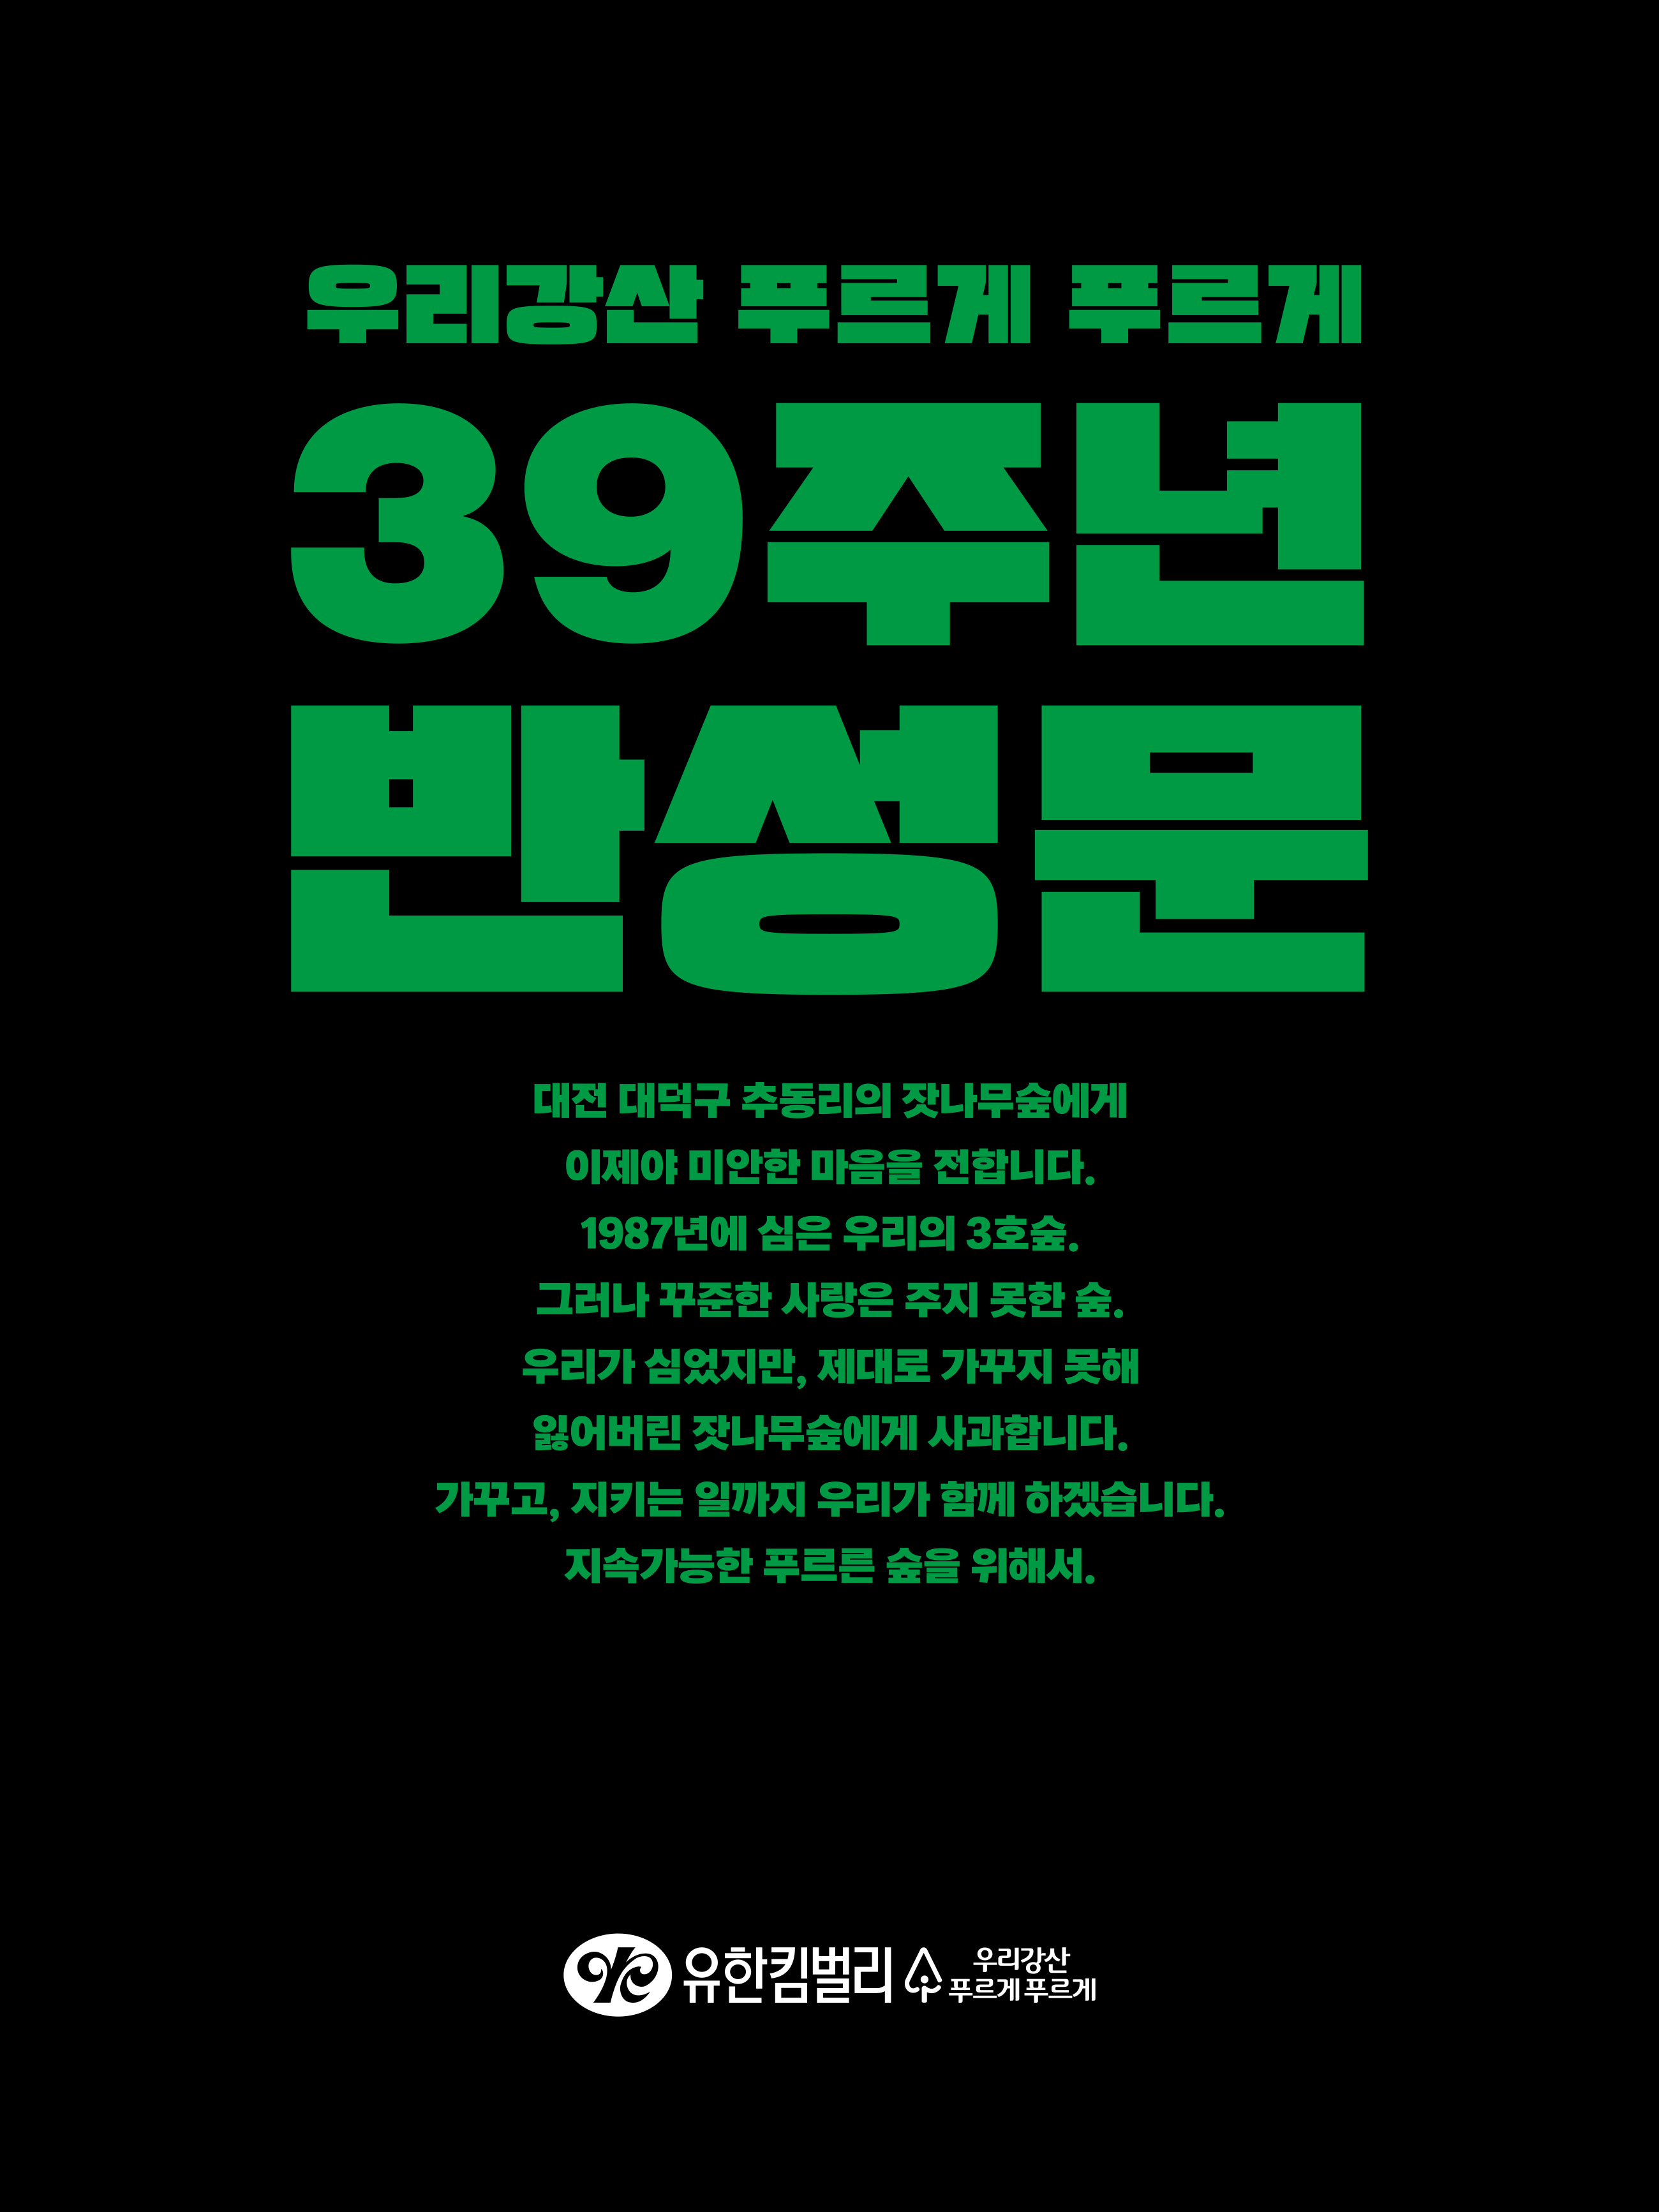 우리강산 푸르게 푸르게
39주년
반성문
대전 대덕구 추동리의 잣나무숲에게
이제야 미안한 마음을 전합니다.
1987년에 심은 우리의 3호숲.
그러나 꾸준한 사랑은 주지 못한 숲.
우리가 심었지만, 제대로 가꾸지 못해
잃어버린 잣나무숲에게 사과합니다.
가꾸고, 지키는 일까지 우리가 함께 하겠습니다.
지속가능한 푸르른 숲을 위해서.
유한킴벌리
우리강산
푸르게 푸르게